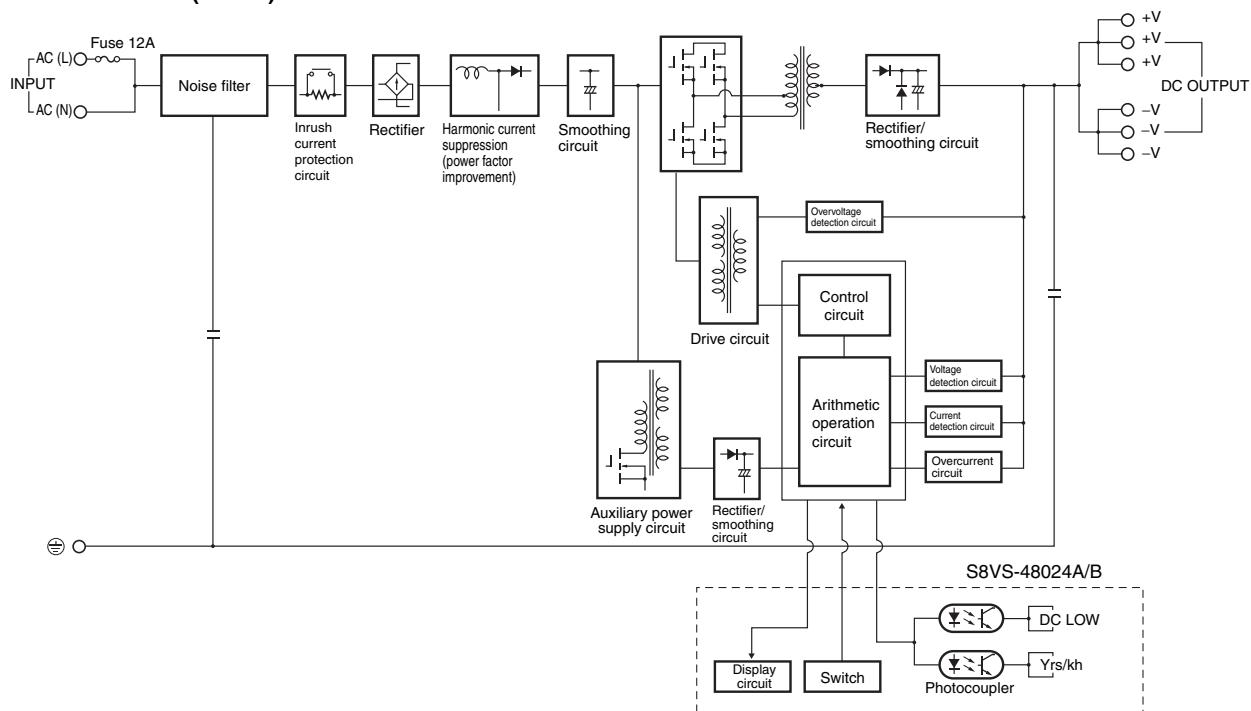 Fuse 12A
AC (L)
INPUT
AC (N)
Noise filter
Inrush
current
protection
circuit
Rectifier
Harmonic current
suppression
(power factor
improvement)
Smoothing
circuit
Rectifier/
smoothing circuit
+V
+V
+V
DC OUTPUT
–V
–V
–V
Overvoltage
detection circuit
Drive circuit
Control
circuit
Arithmetic
operation
circuit
Voltage
detection circuit
Current
detection circuit
Overcurrent
circuit
Auxiliary power
supply circuit
Rectifier/
smoothing
circuit
S8VS-48024A/B
Display
circuit
Switch
DC LOW
Yrs/kh
Photocoupler